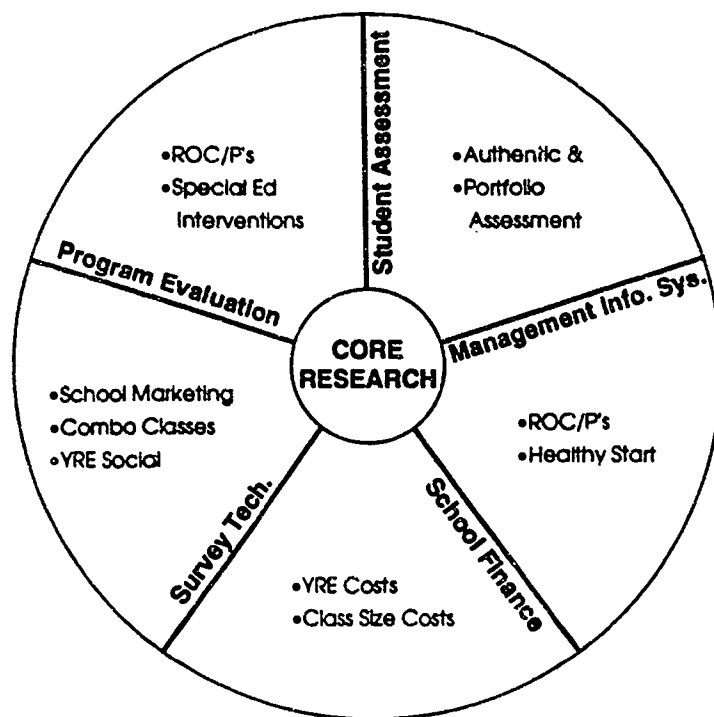 Student Assessment
•ROC/P's
•Special Ed
Interventions
•Authentic &
•Portfolio
Assessment
Program Evaluation
Management Info. Sys.
CORE
RESEARCH
•School Marketing
•Combo Classes
•YRE Social
•ROC/P's
•Healthy Start
Survey Tech.
School Finance
•YRE Costs
•Class Size Costs